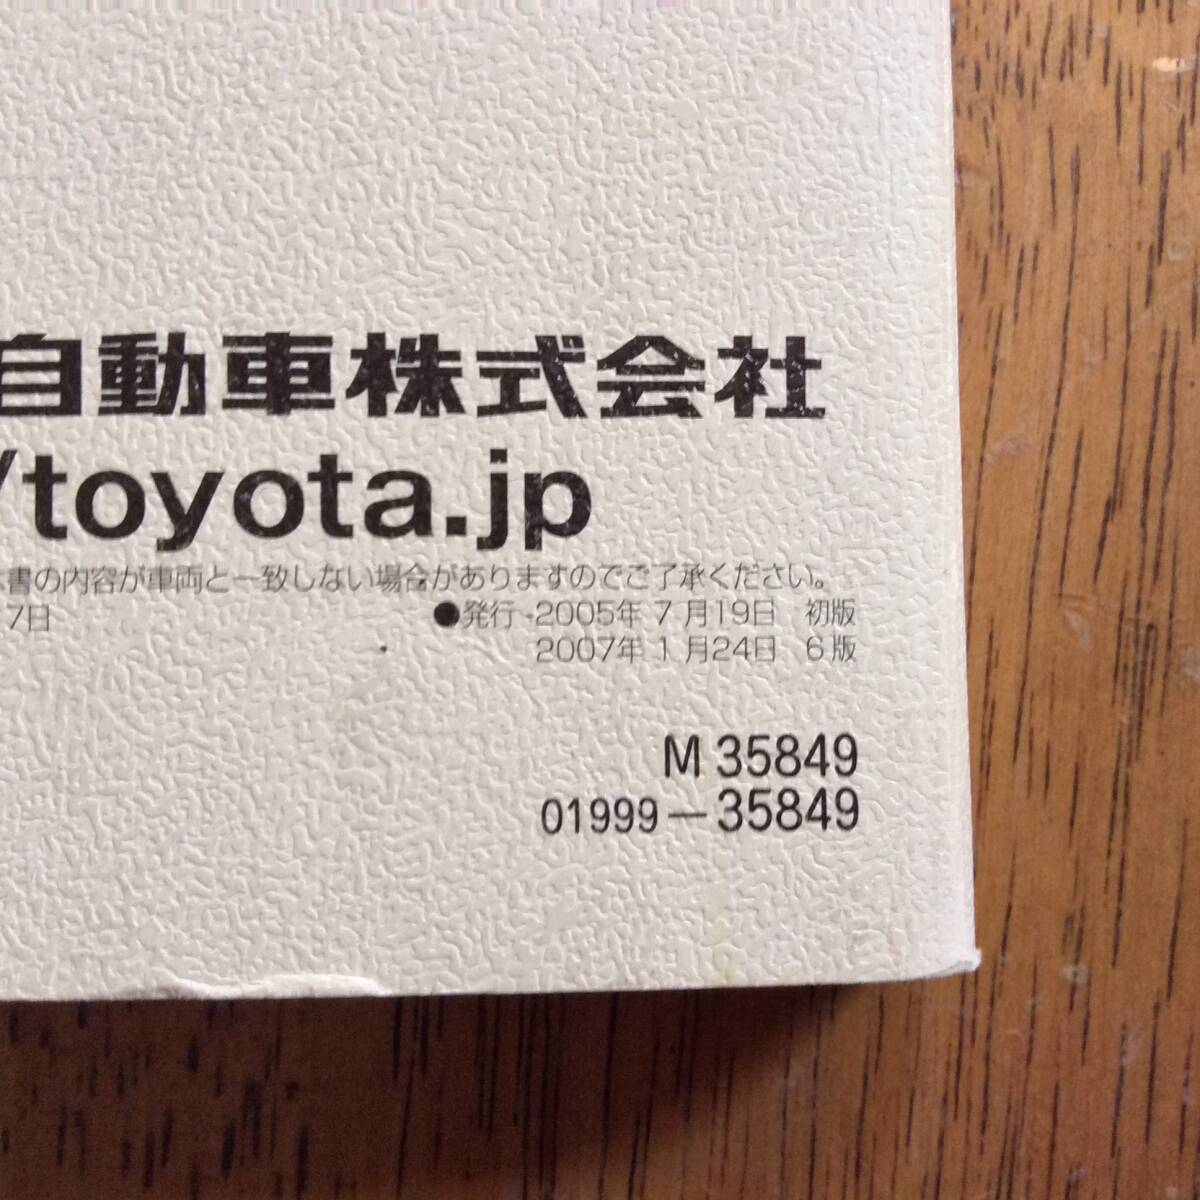 自動車株式会社
/toyota.jp
書の内容が車両と一致しない場合がありますのでご了承ください。
7日 ●発行 2005年 7月19日 初版
2007年 1月24日 6版
M 35849
01999－35849